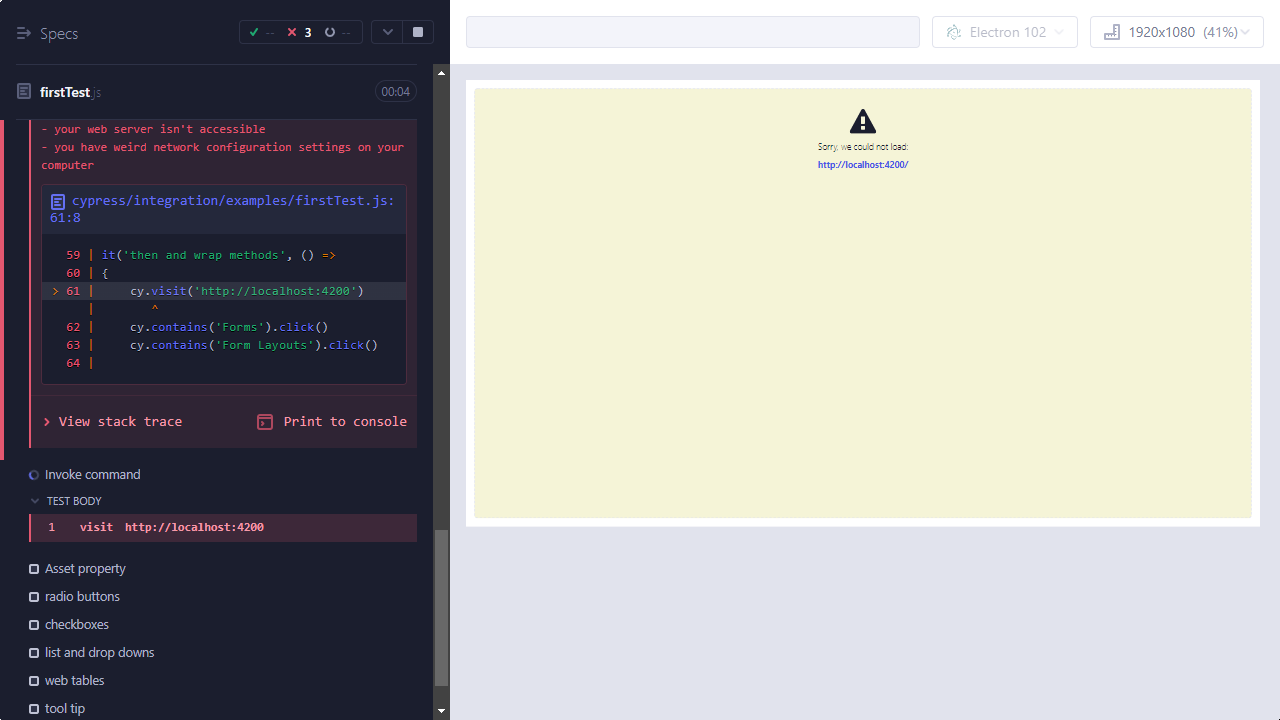 Specs
-- 3 --
firstTest.js
00:04
- your web server isn't accessible
- you have weird network configuration settings on your
computer
cypress/integration/examples/firstTest.js:
61:8
59 | it('then and wrap methods', () =>
60 | {
> 61 |     cy.visit('http://localhost:4200')
|        ^
62 |     cy.contains('Forms').click()
63 |     cy.contains('Form Layouts').click()
64 |
> View stack trace
Print to console
Invoke command
TEST BODY
1 visit http://localhost:4200
Asset property
radio buttons
checkboxes
list and drop downs
web tables
tool tip
Electron 102
1920x1080 (41%)
Sorry, we could not load:
http://localhost:4200/